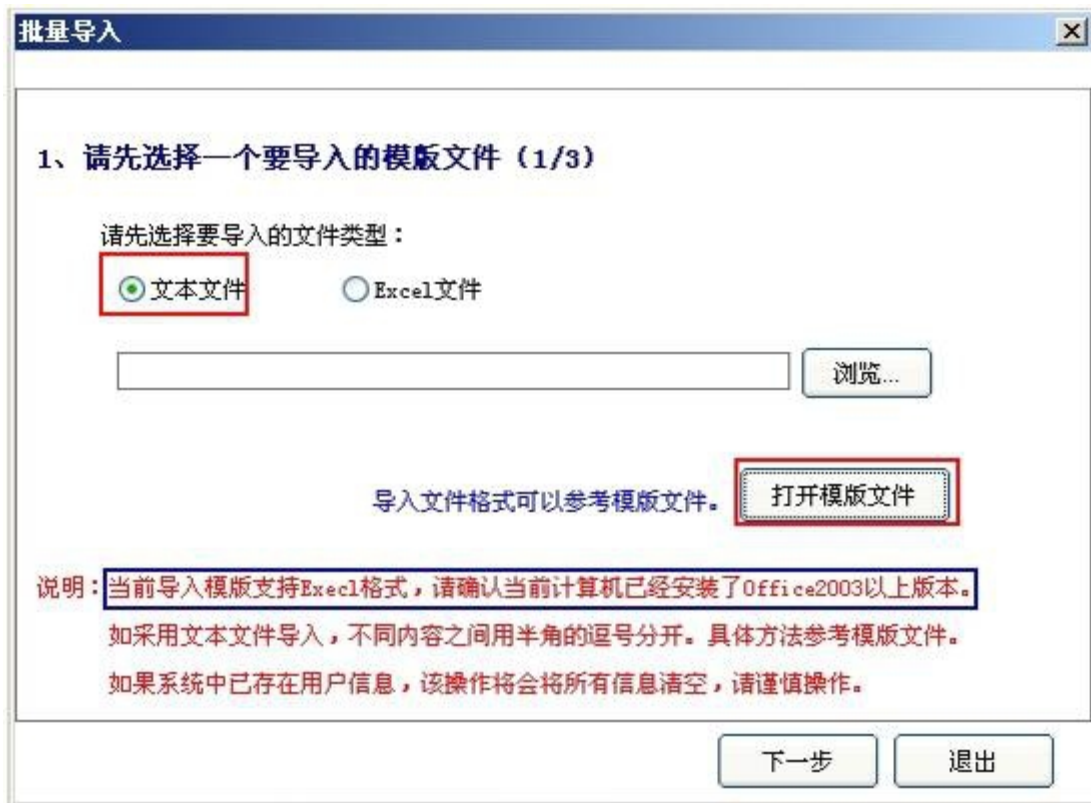 批量导入
1、请先选择一个要导入的模版文件（1/3）
请先选择要导入的文件类型：
文本文件 Excel文件
浏览...
导入文件格式可以参考模版文件。 打开模版文件
说明：当前导入模版支持Execl格式，请确认当前计算机已经安装了Office2003以上版本。
如采用文本文件导入，不同内容之间用半角的逗号分开。具体方法参考模版文件。
如果系统中已存在用户信息，该操作将会将所有信息清空，请谨慎操作。
下一步 退出